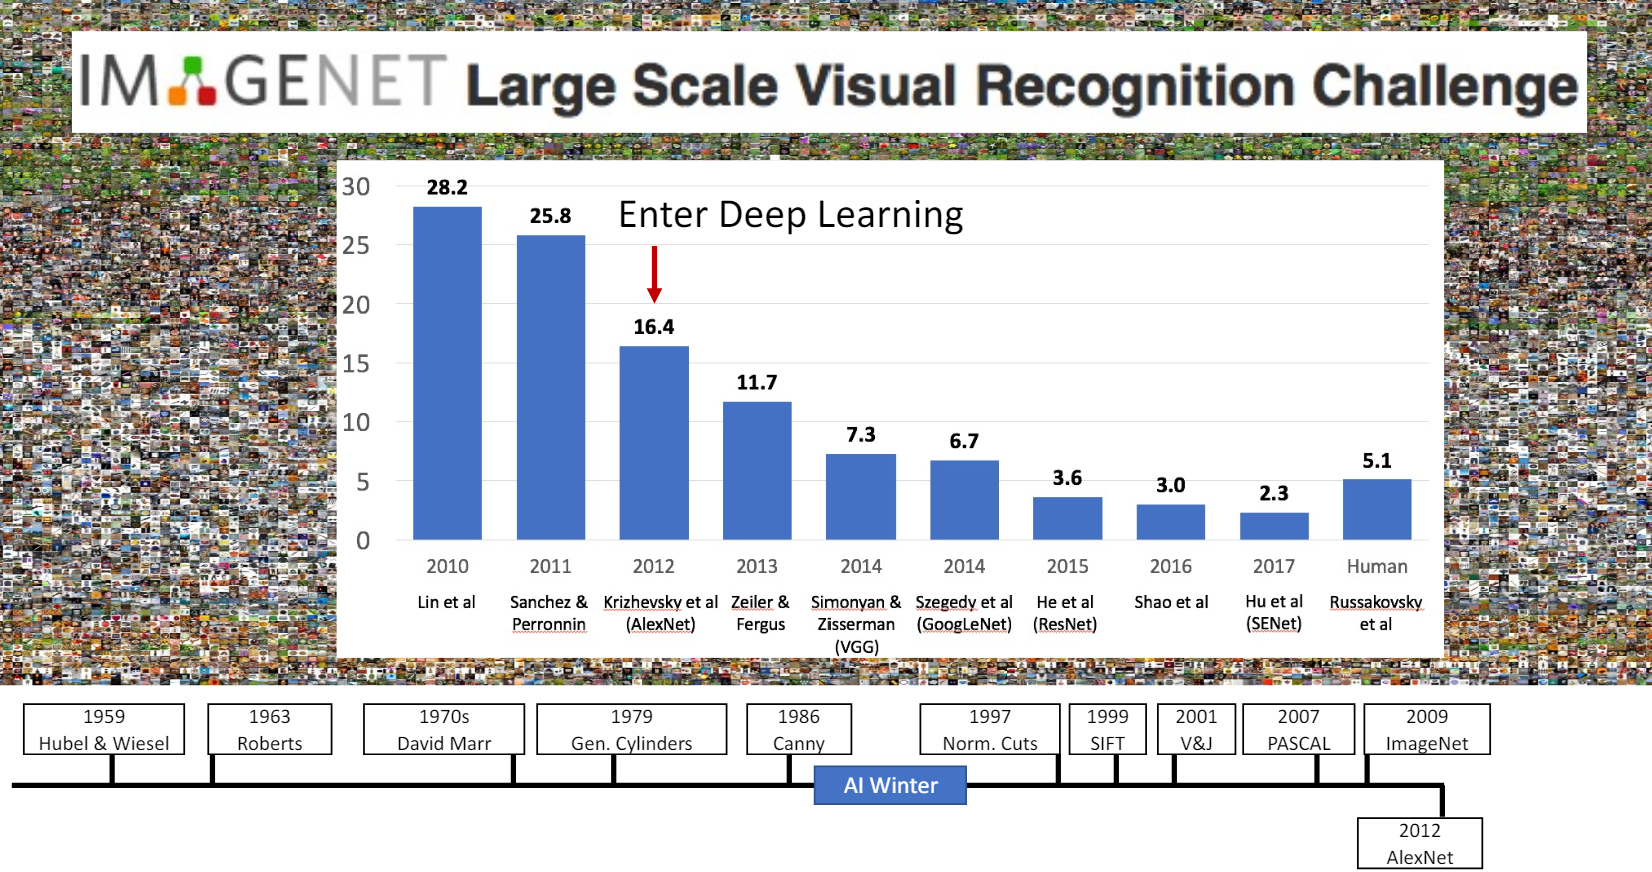 IMAGENET Large Scale Visual Recognition Challenge
30
25
20
15
10
5
0
Enter Deep Learning
28.2
25.8
16.4
11.7
7.3
6.7
3.6
3.0
2.3
5.1
2010
2011
2012
2013
2014
2014
2015
2016
2017
Human
Lin et al
Sanchez &
Perronnin
Krizhevsky et al
(AlexNet)
Zeiler &
Fergus
Simonyan &
Zisserman
(VGG)
Szegedy et al
(GoogLeNet)
He et al
(ResNet)
Shao et al
Hu et al
(SENet)
Russakovsky
et al
1959
Hubel & Wiesel
1963
Roberts
1970s
David Marr
1979
Gen. Cylinders
1986
Canny
AI Winter
1997
Norm. Cuts
1999
SIFT
2001
V&J
2007
PASCAL
2009
ImageNet
2012
AlexNet